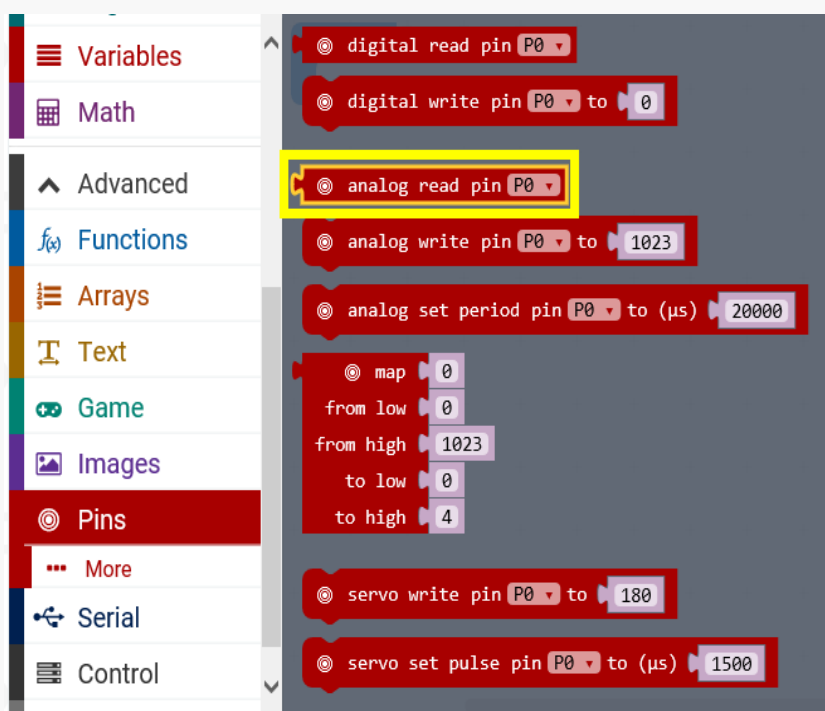 Variables
Math
Advanced
f(x) Functions
Arrays
Text
Game
Images
Pins
More
Serial
Control
digital read pin P0
digital write pin P0 to 0
analog read pin P0
analog write pin P0 to 1023
analog set period pin P0 to (µs) 20000
map 0
from low 0
from high 1023
to low 0
to high 4
servo write pin P0 to 180
servo set pulse pin P0 to (µs) 1500